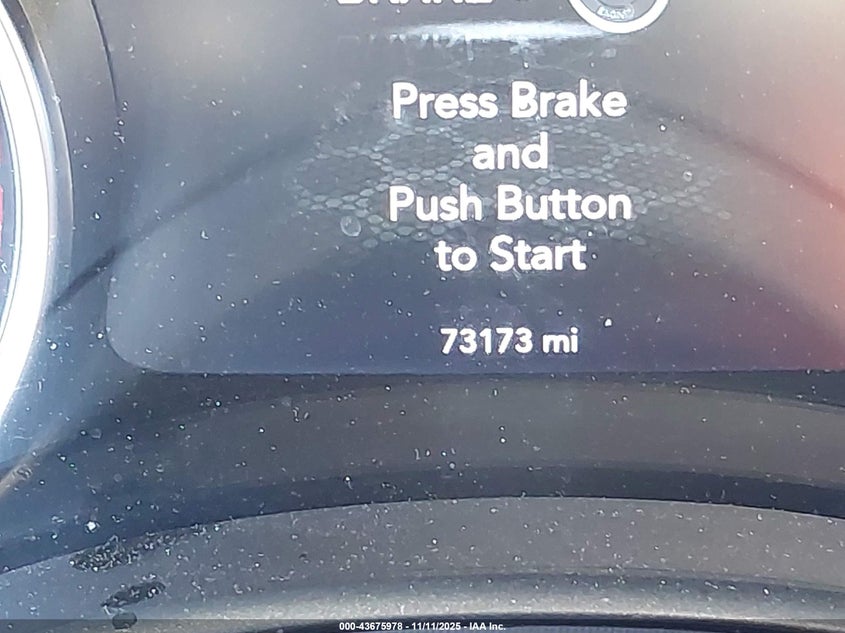 Press Brake
and
Push Button
to Start
73173 mi
000-43675978 - 11/11/2025 - IAA Inc.